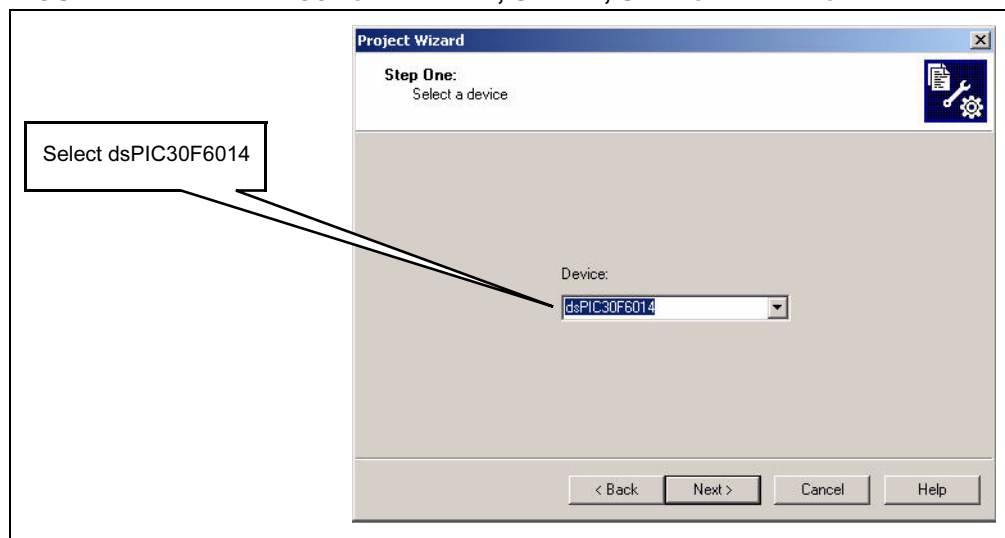 Project Wizard
Step One:
Select a device
Select dsPIC30F6014
Device:
dsPIC30F6014
< Back Next > Cancel Help